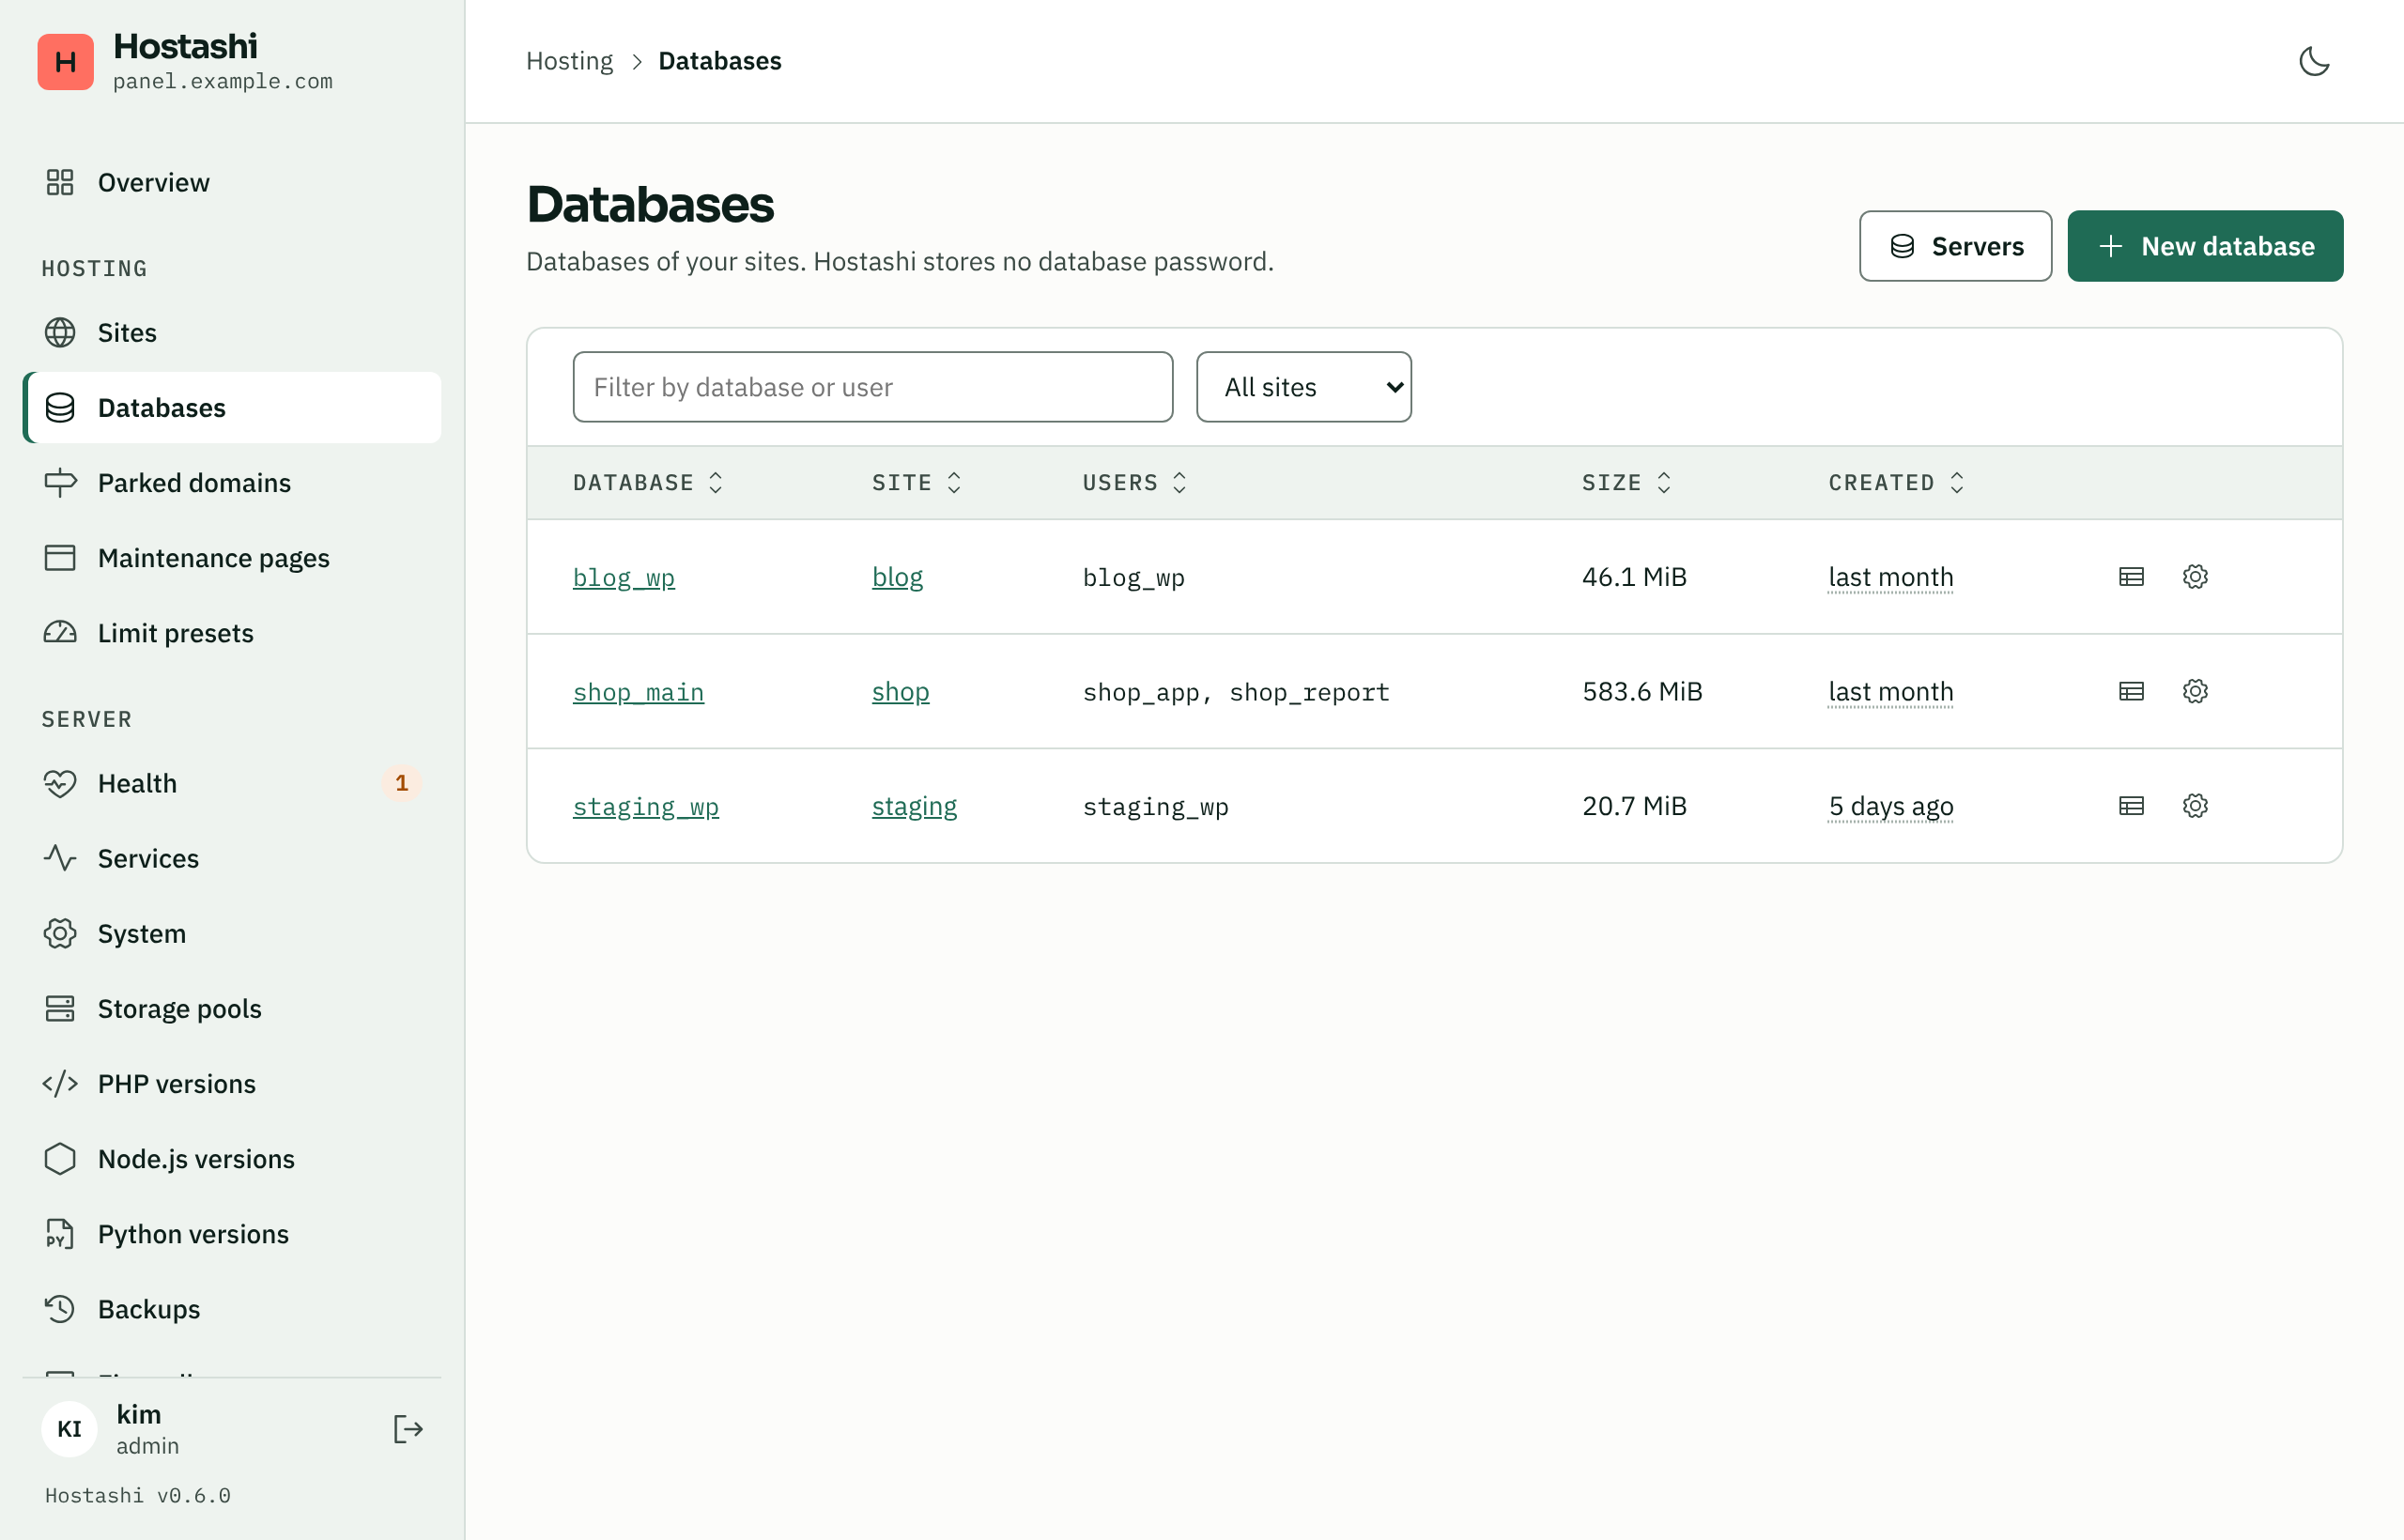 H
Hostashi
panel.example.com
Overview
HOSTING
Sites
Databases
Parked domains
Maintenance pages
Limit presets
SERVER
Health 1
Services
System
Storage pools
PHP versions
Node.js versions
PY Python versions
Backups
KI kim
admin
Hostashi v0.6.0
Hosting > Databases
Databases
Databases of your sites. Hostashi stores no database password.
Servers
New database
Filter by database or user
All sites
DATABASE SITE USERS SIZE CREATED
blog_wp blog blog_wp 46.1 MiB last month
shop_main shop shop_app, shop_report 583.6 MiB last month
staging_wp staging staging_wp 20.7 MiB 5 days ago